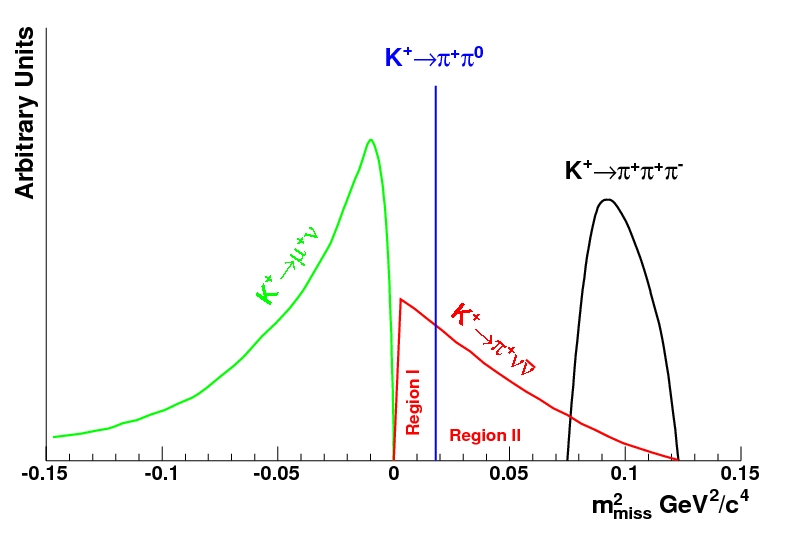 Arbitrary Units
K⁺→π⁺π⁰
K⁺→π⁺π⁺π⁻
K⁺→μ⁺ν
K⁺→π⁺νν̅
Region I
Region II
-0.15 -0.1 -0.05 0 0.05 0.1 0.15
m²miss GeV²/c⁴